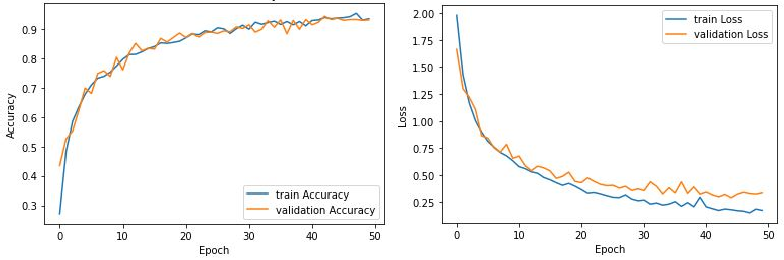 0.9
0.8
0.7
0.6
0.5
0.4
0.3
Accuracy
0 10 20 30 40 50
Epoch
train Accuracy
validation Accuracy
2.00
1.75
1.50
1.25
1.00
0.75
0.50
0.25
Loss
0 10 20 30 40 50
Epoch
train Loss
validation Loss